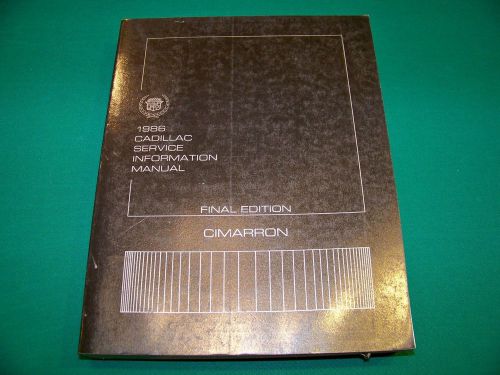 1986
CADILLAC
SERVICE
INFORMATION
MANUAL
FINAL EDITION
CIMARRON